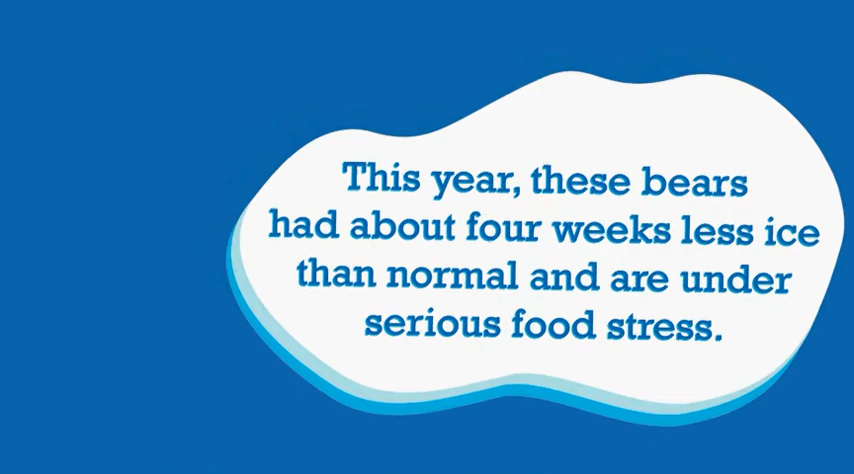 This year, these bears
had about four weeks less ice
than normal and are under
serious food stress.